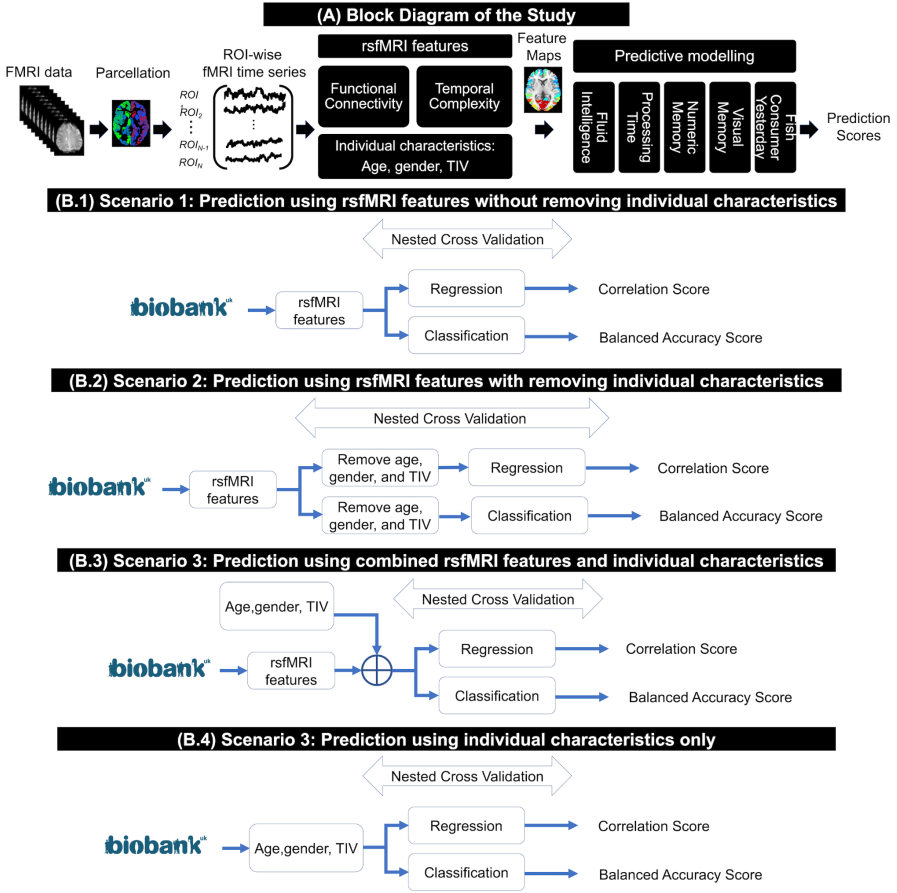 (A) Block Diagram of the Study
FMRI data
Parcellation
ROI-wise
fMRI time series
ROI
1
ROI2
⋮
⋮
ROIN-1
ROIN
rsfMRI features
Functional
Connectivity
Temporal
Complexity
Individual characteristics:
Age, gender, TIV
Feature
Maps
Predictive modelling
Fluid
Intelligence
Processing
Time
Numeric
Memory
Visual
Memory
Fish
Consumer
Yesterday
Prediction
Scores
(B.1) Scenario 1: Prediction using rsfMRI features without removing individual characteristics
Nested Cross Validation
biobank uk
rsfMRI
features
Regression
Correlation Score
Classification
Balanced Accuracy Score
(B.2) Scenario 2: Prediction using rsfMRI features with removing individual characteristics
Nested Cross Validation
biobank uk
rsfMRI
features
Remove age,
gender, and TIV
Regression
Correlation Score
Remove age,
gender, and TIV
Classification
Balanced Accuracy Score
(B.3) Scenario 3: Prediction using combined rsfMRI features and individual characteristics
Age,gender, TIV
Nested Cross Validation
biobank uk
rsfMRI
features
Regression
Correlation Score
Classification
Balanced Accuracy Score
(B.4) Scenario 3: Prediction using individual characteristics only
Nested Cross Validation
biobank uk
Age,gender, TIV
Regression
Correlation Score
Classification
Balanced Accuracy Score